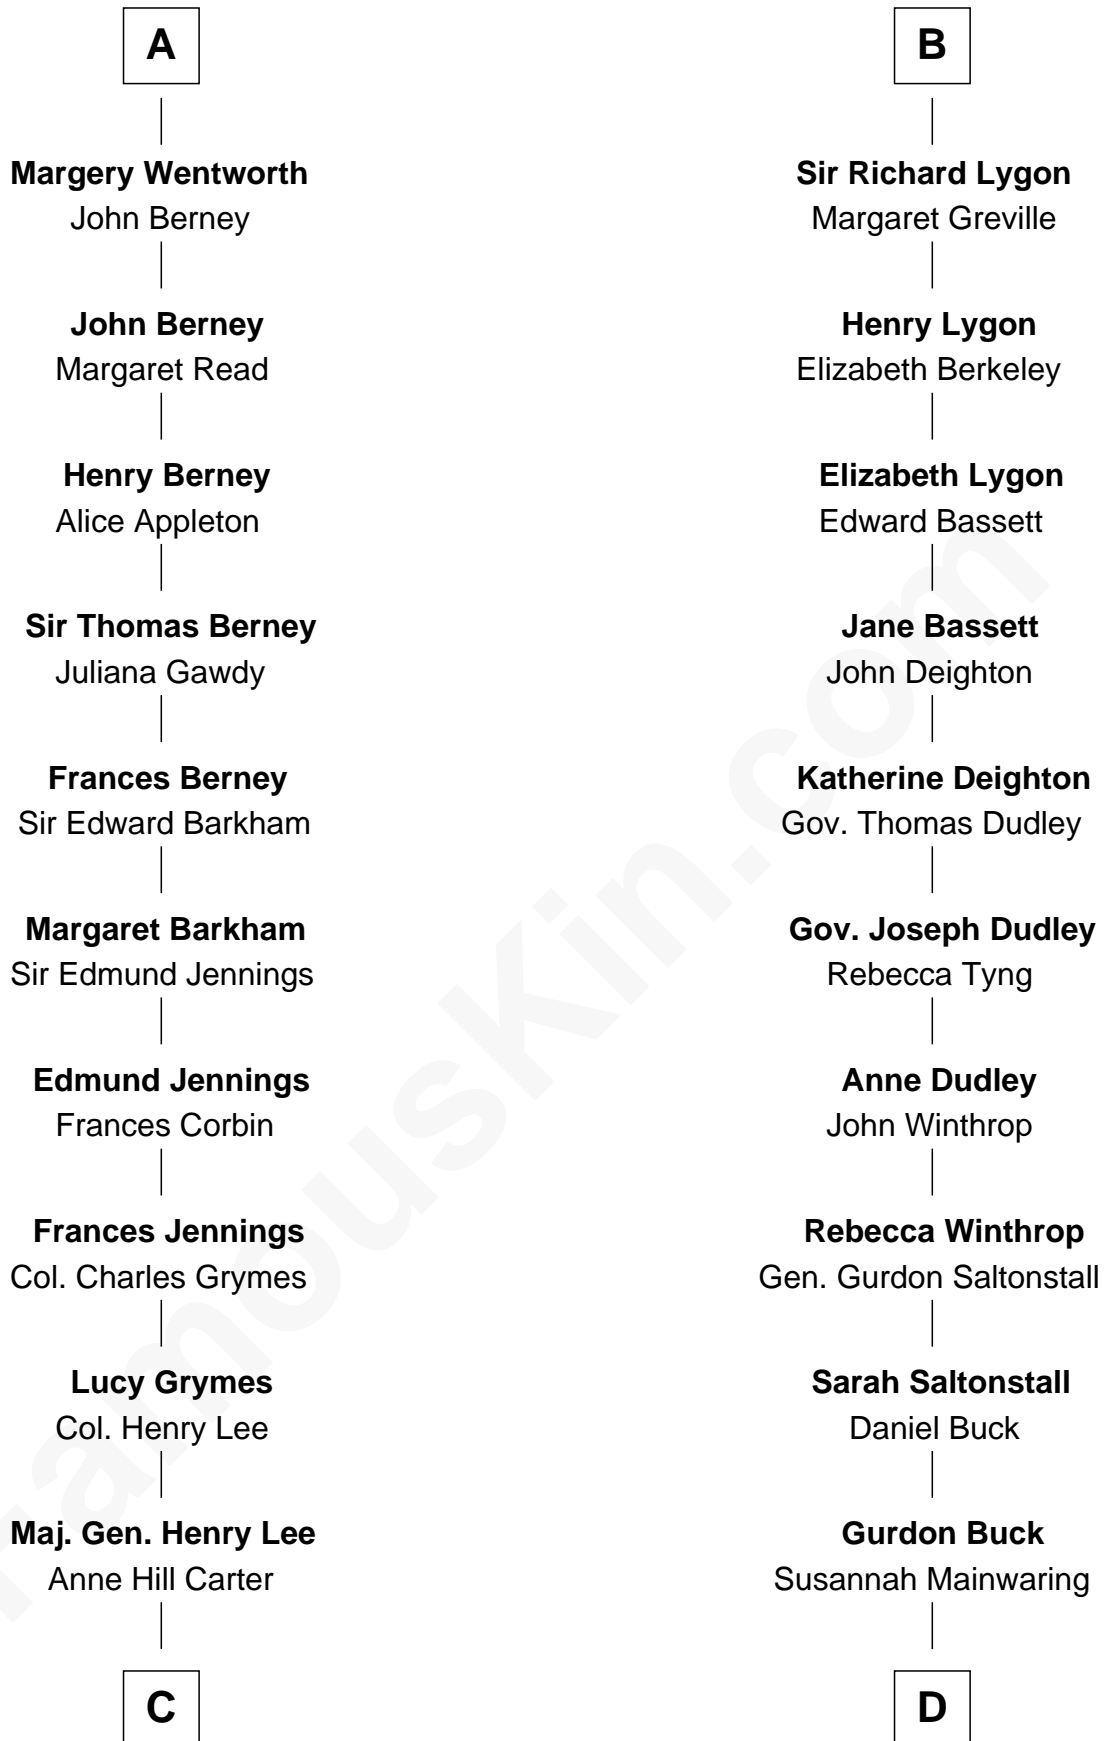 A
Margery Wentworth
John Berney
John Berney
Margaret Read
Henry Berney
Alice Appleton
Sir Thomas Berney
Juliana Gawdy
Frances Berney
Sir Edward Barkham
Margaret Barkham
Sir Edmund Jennings
Edmund Jennings
Frances Corbin
Frances Jennings
Col. Charles Grymes
Lucy Grymes
Col. Henry Lee
Maj. Gen. Henry Lee
Anne Hill Carter
C
B
Sir Richard Lygon
Margaret Greville
Henry Lygon
Elizabeth Berkeley
Elizabeth Lygon
Edward Bassett
Jane Bassett
John Deighton
Katherine Deighton
Gov. Thomas Dudley
Gov. Joseph Dudley
Rebecca Tyng
Anne Dudley
John Winthrop
Rebecca Winthrop
Gen. Gurdon Saltonstall
Sarah Saltonstall
Daniel Buck
Gurdon Buck
Susannah Mainwaring
D
FamousKin.com